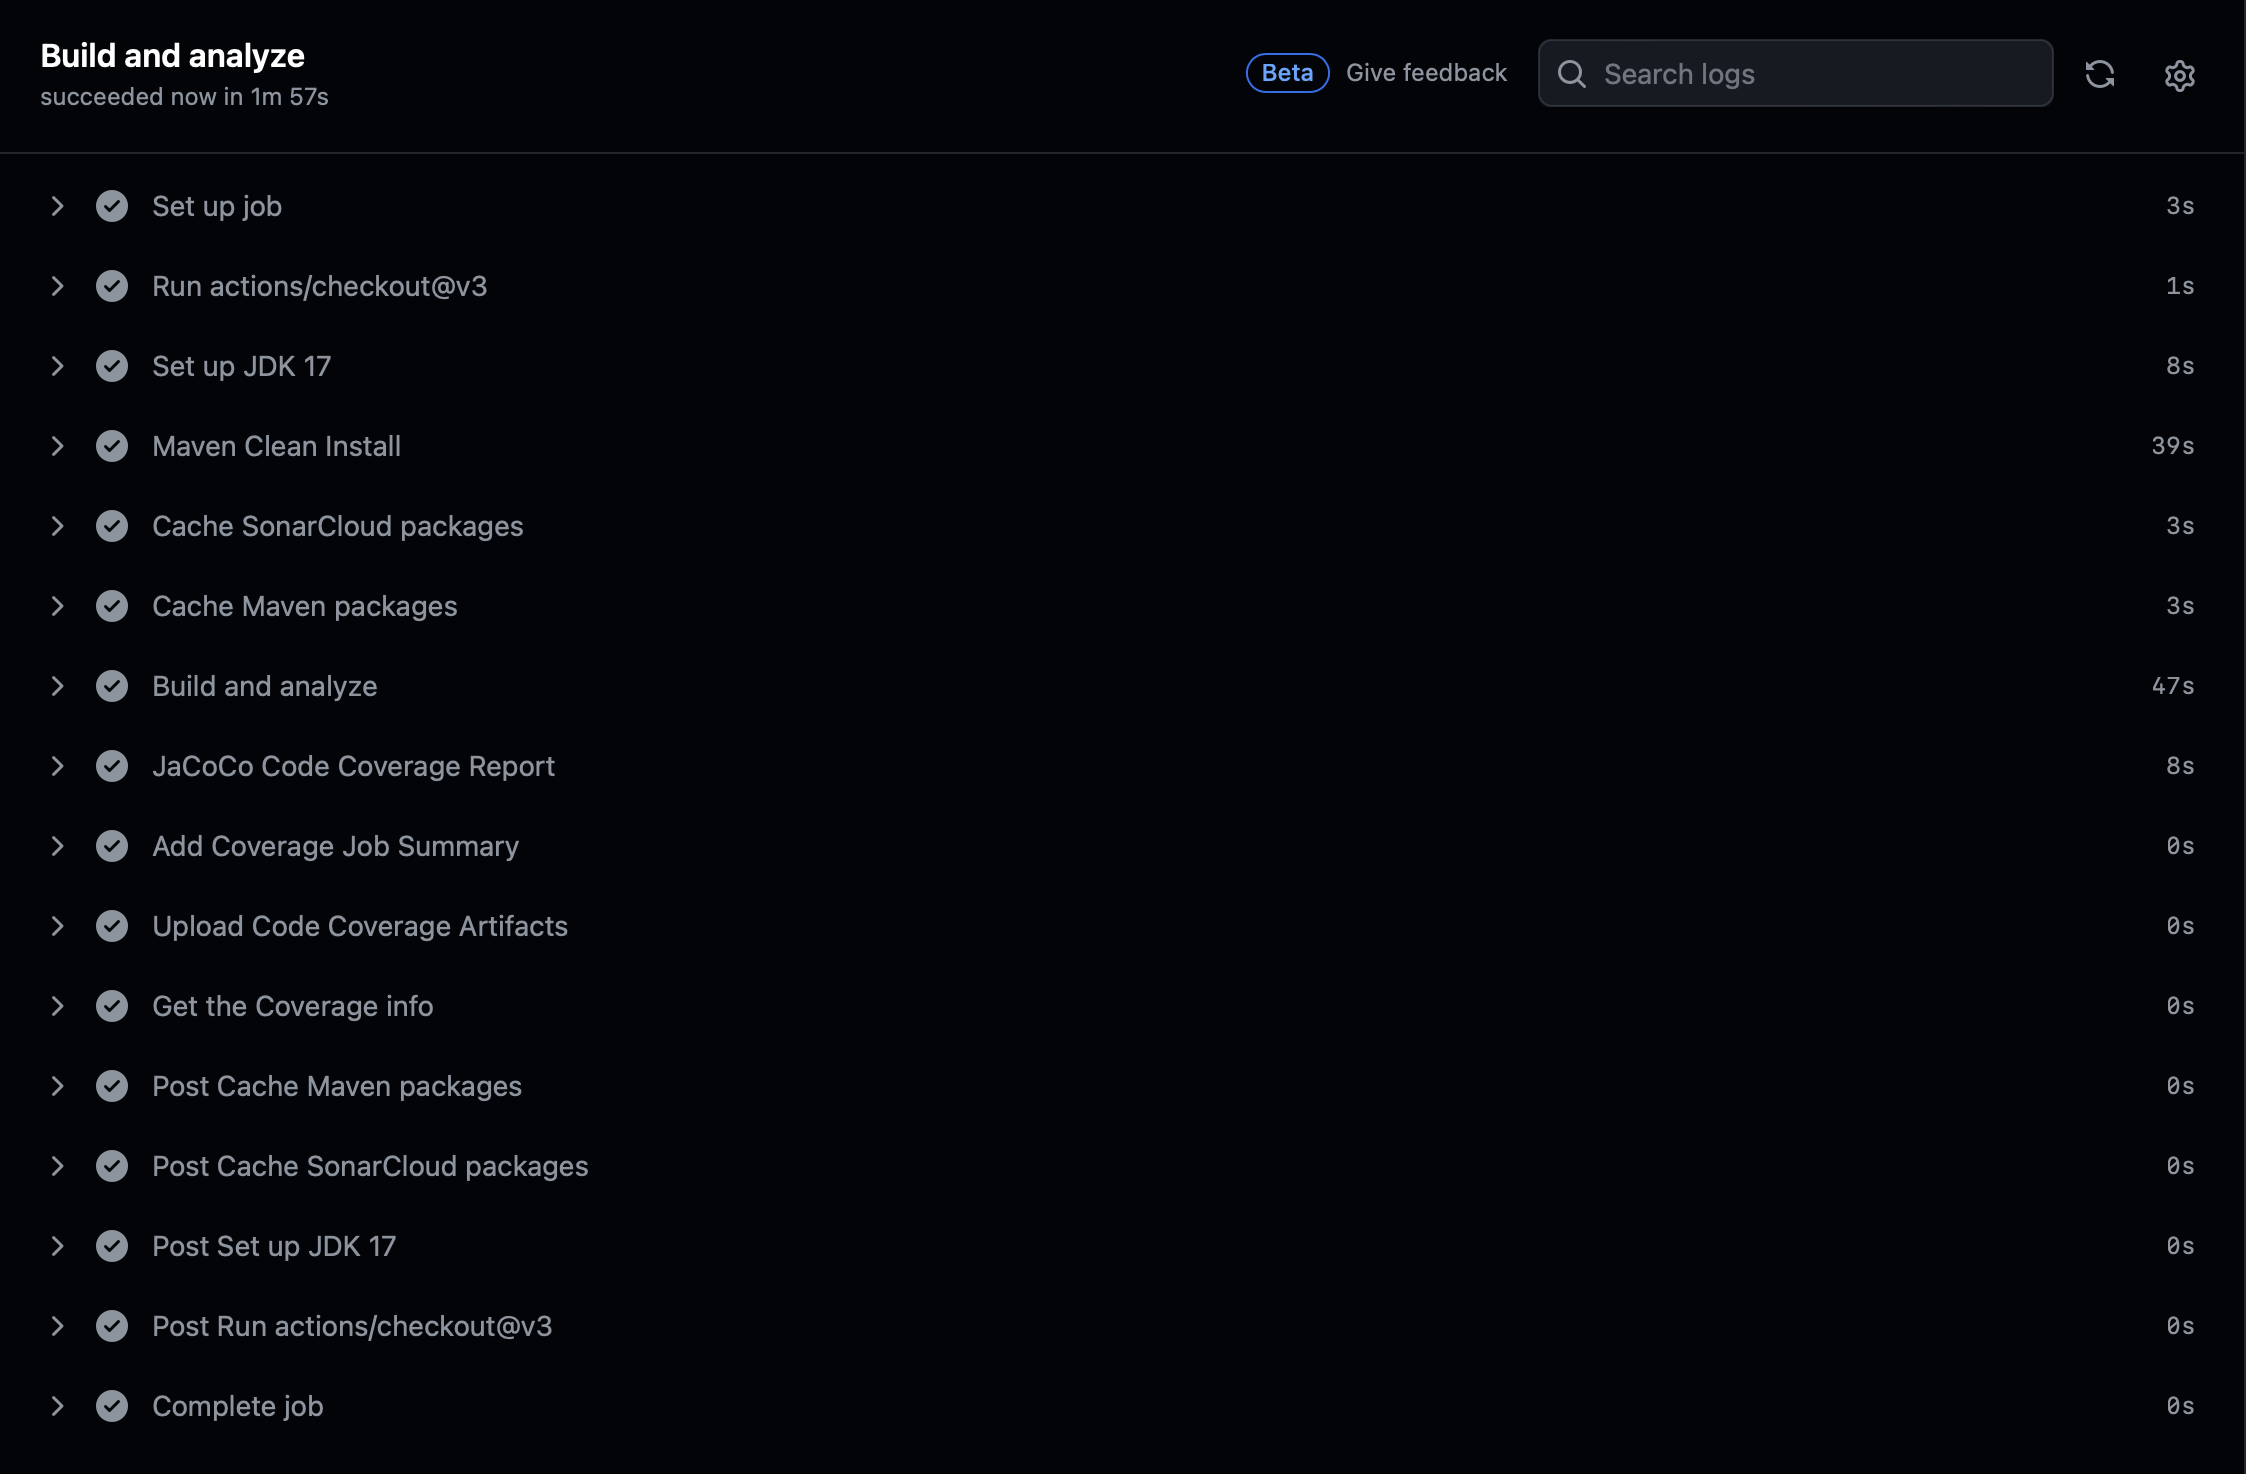 Build and analyze
succeeded now in 1m 57s
Beta Give feedback Search logs
Set up job 3s
Run actions/checkout@v3 1s
Set up JDK 17 8s
Maven Clean Install 39s
Cache SonarCloud packages 3s
Cache Maven packages 3s
Build and analyze 47s
JaCoCo Code Coverage Report 8s
Add Coverage Job Summary 0s
Upload Code Coverage Artifacts 0s
Get the Coverage info 0s
Post Cache Maven packages 0s
Post Cache SonarCloud packages 0s
Post Set up JDK 17 0s
Post Run actions/checkout@v3 0s
Complete job 0s